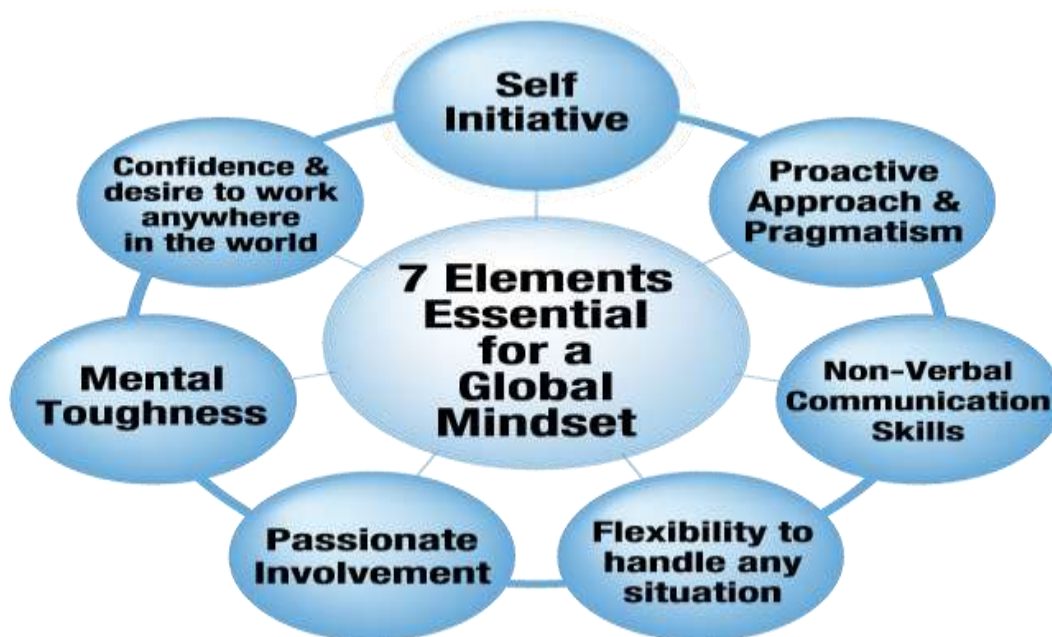 Self
Initiative
Proactive
Approach &
Pragmatism
Non-Verbal
Communication
Skills
Flexibility to
handle any
situation
Passionate
Involvement
Mental
Toughness
Confidence &
desire to work
anywhere
in the world
7 Elements
Essential
for a
Global
Mindset